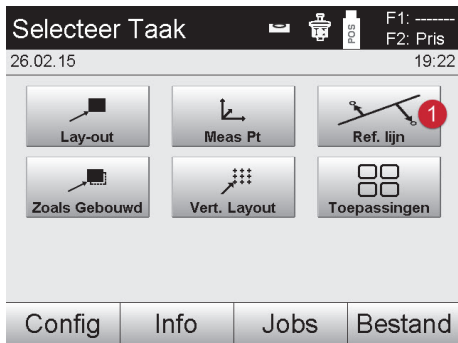 Selecteer Taak
POS
F1: -------
F2: Pris
26.02.15
19:22
Lay-out
Meas Pt
Ref. lijn
1
Zoals Gebouwd
Vert. Layout
Toepassingen
Config
Info
Jobs
Bestand